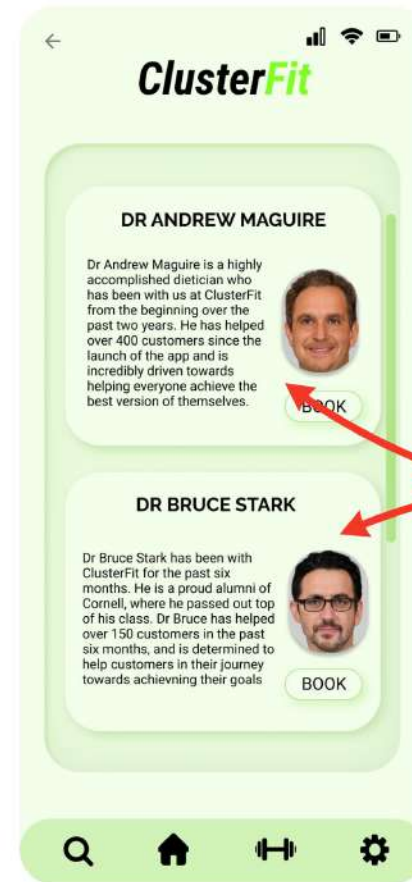 ClusterFit
DR ANDREW MAGUIRE
Dr Andrew Maguire is a highly
accomplished dietician who
has been with us at ClusterFit
from the beginning over the
past two years. He has helped
over 400 customers since the
launch of the app and is
incredibly driven towards
helping everyone achieve the
best version of themselves.
BOOK
DR BRUCE STARK
Dr Bruce Stark has been with
ClusterFit for the past six
months. He is a proud alumni of
Cornell, where he passed out top
of his class. Dr Bruce has helped
over 150 customers in the past
six months, and is determined to
help customers in their journey
towards achievning their goals
BOOK